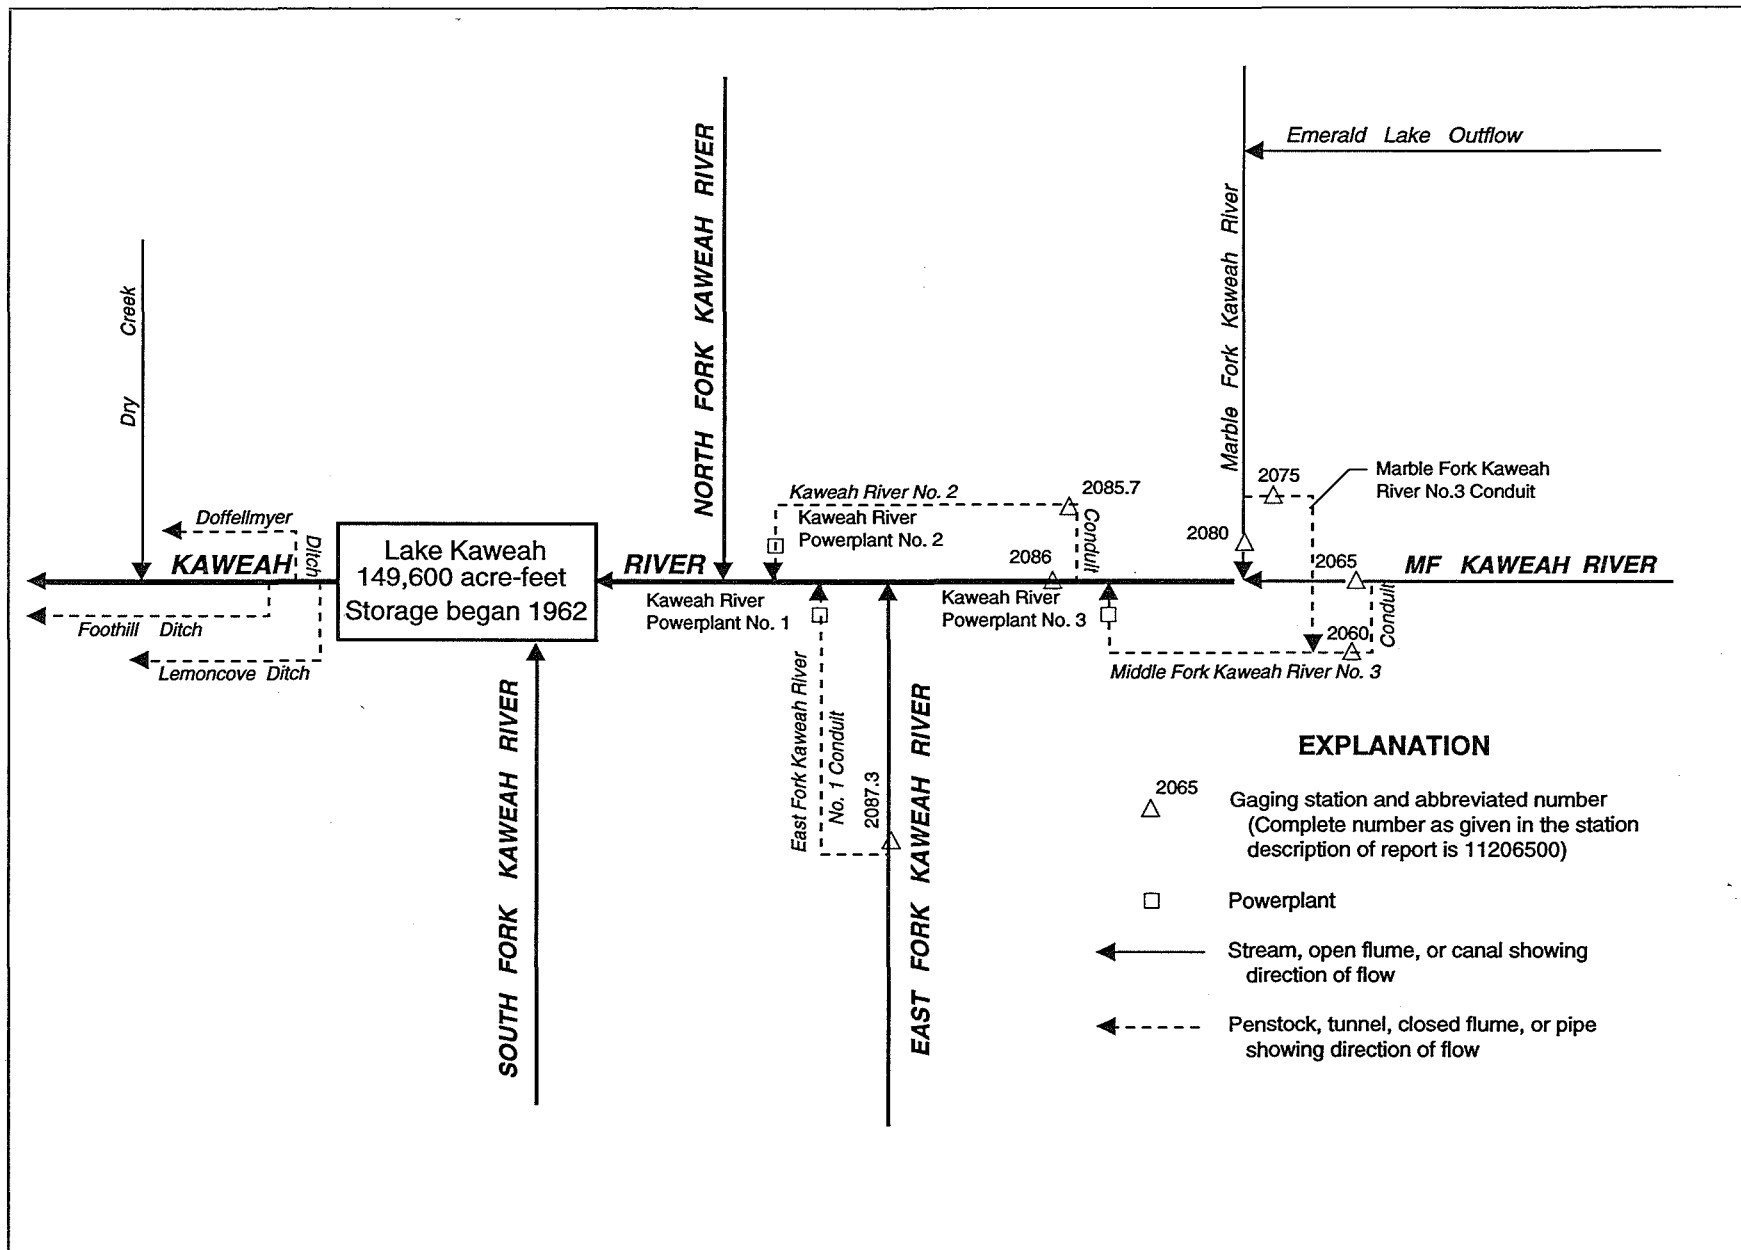 Emerald Lake Outflow
Marble Fork Kaweah River
NORTH FORK KAWEAH RIVER
Dry Creek
2075
Marble Fork Kaweah
River No.3 Conduit
Kaweah River No. 2
2085.7
Conduit
Kaweah River
Powerplant No. 2
2080
Doffellmyer
Ditch
KAWEAH
Lake Kaweah
149,600 acre-feet
Storage began 1962
RIVER
2086
2065
MF KAWEAH RIVER
Kaweah River
Powerplant No. 1
Kaweah River
Powerplant No. 3
Conduit
2060
Foothill Ditch
Lemoncove Ditch
Middle Fork Kaweah River No. 3
SOUTH FORK KAWEAH RIVER
East Fork Kaweah River
No. 1 Conduit
2087.3
EAST FORK KAWEAH RIVER
EXPLANATION
2065
Gaging station and abbreviated number
(Complete number as given in the station
description of report is 11206500)
Powerplant
Stream, open flume, or canal showing
direction of flow
Penstock, tunnel, closed flume, or pipe
showing direction of flow